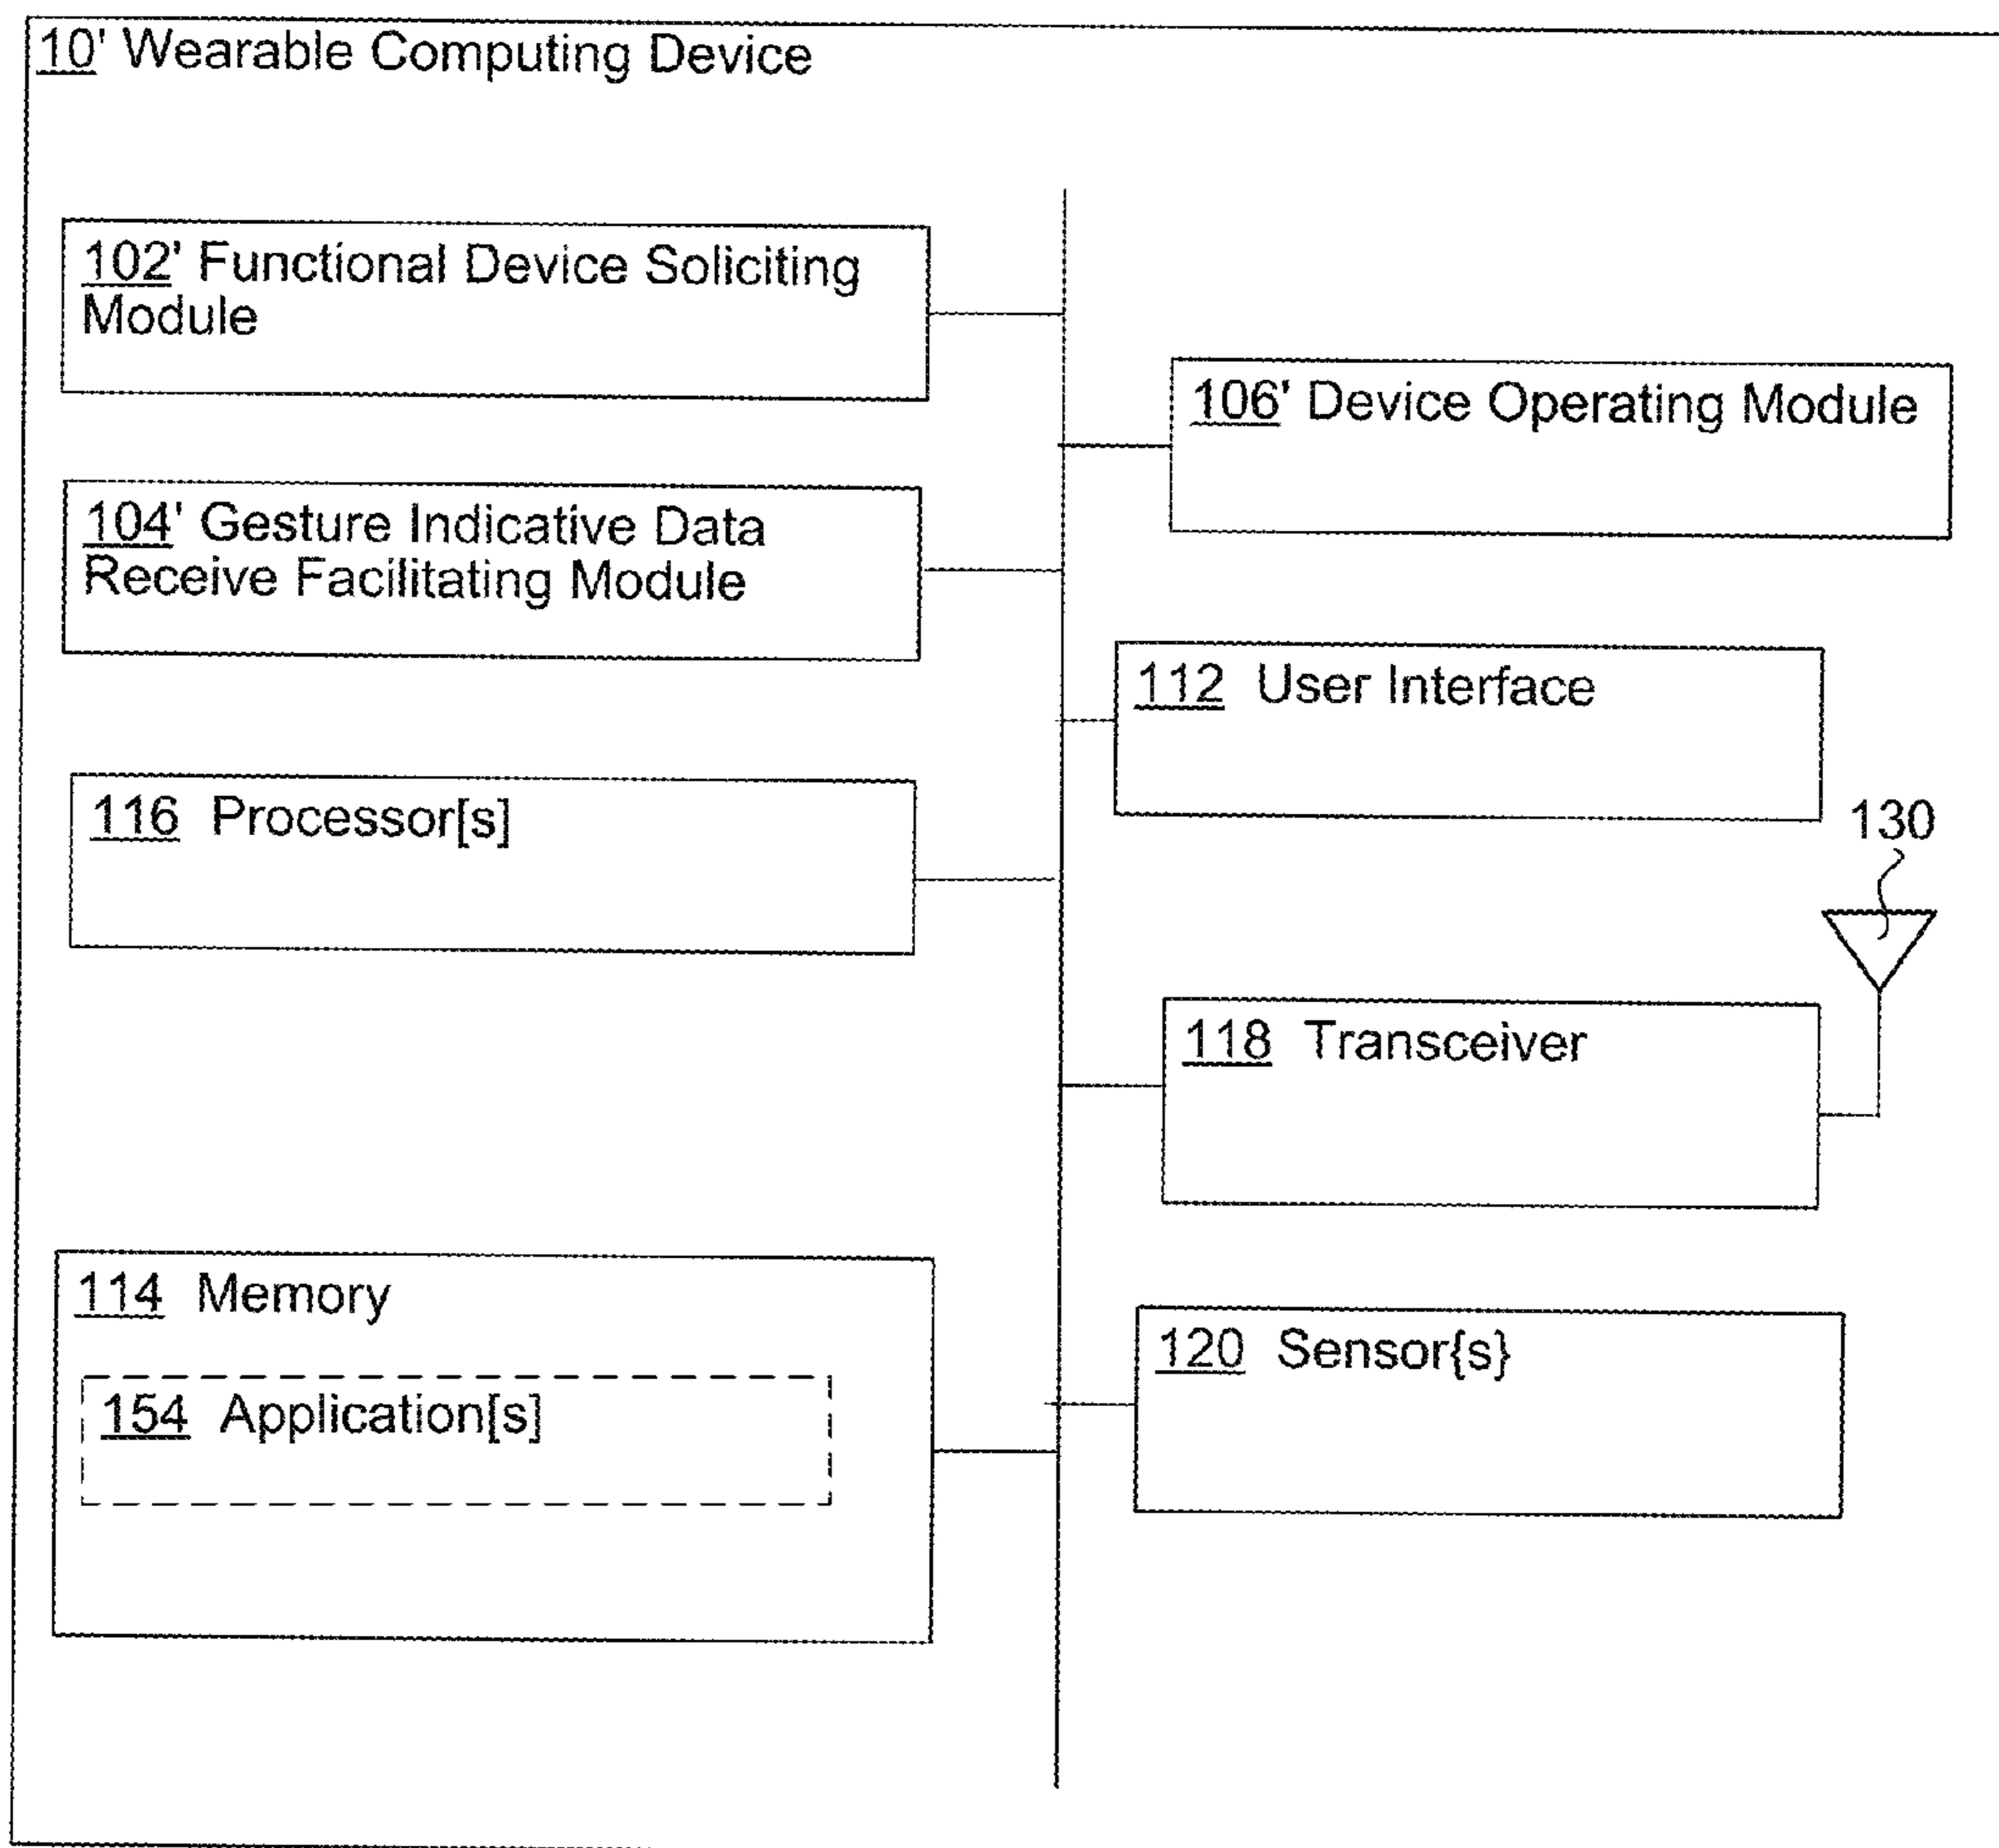 10' Wearable Computing Device
102' Functional Device Soliciting
Module
106' Device Operating Module
104' Gesture Indicative Data
Receive Facilitating Module
112 User Interface
116 Processor[s]
130
118 Transceiver
114 Memory
120 Sensor{s}
154 Application[s]